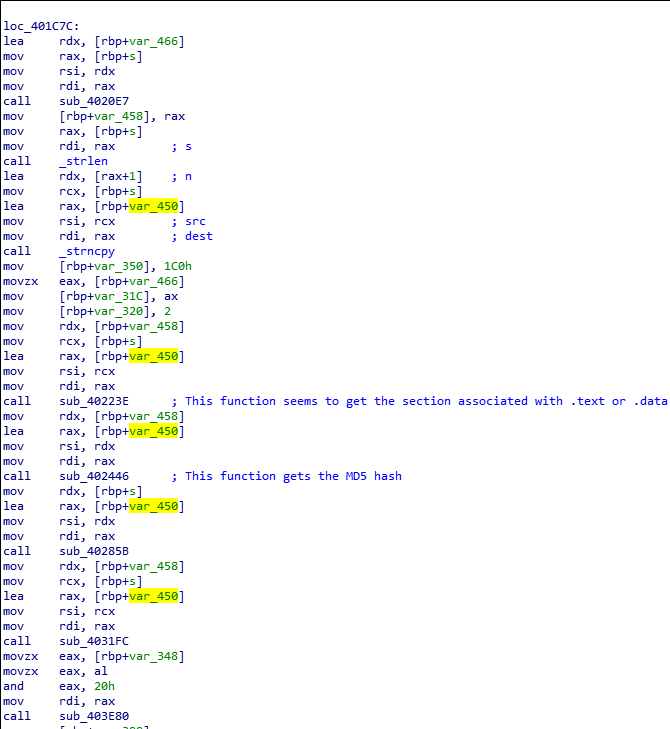 loc_401C7C:
lea rdx, [rbp+var_466]
mov rax, [rbp+s]
mov rsi, rdx
mov rdi, rax
call sub_4020E7
mov [rbp+var_458], rax
mov rax, [rbp+s]
mov rdi, rax ; s
call _strlen
lea rdx, [rax+1] ; n
mov rcx, [rbp+s]
lea rax, [rbp+var_450]
mov rsi, rcx ; src
mov rdi, rax ; dest
call _strncpy
mov [rbp+var_350], 1C0h
movzx eax, [rbp+var_466]
mov [rbp+var_31C], ax
mov [rbp+var_320], 2
mov rdx, [rbp+var_458]
mov rcx, [rbp+s]
lea rax, [rbp+var_450]
mov rsi, rcx
mov rdi, rax
call sub_40223E ; This function seems to get the section associated with .text or .data
mov rdx, [rbp+var_458]
lea rax, [rbp+var_450]
mov rsi, rdx
mov rdi, rax
call sub_402446 ; This function gets the MD5 hash
mov rdx, [rbp+s]
lea rax, [rbp+var_450]
mov rsi, rdx
mov rdi, rax
call sub_40285B
mov rdx, [rbp+var_458]
mov rcx, [rbp+s]
lea rax, [rbp+var_450]
mov rsi, rcx
mov rdi, rax
call sub_4031FC
movzx eax, [rbp+var_348]
movzx eax, al
and eax, 20h
mov rdi, rax
call sub_403E80